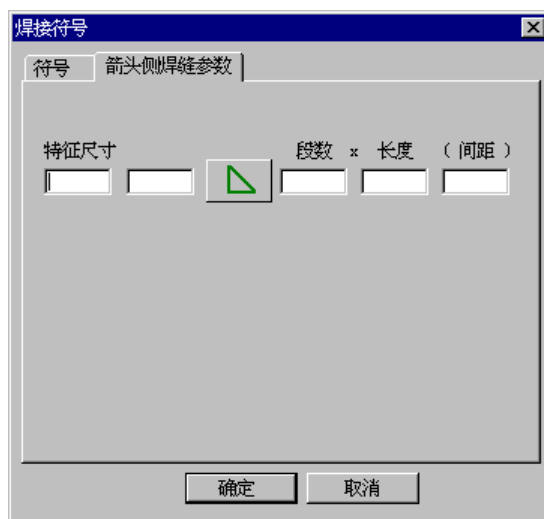 焊接符号
符号 箭头侧焊缝参数
特征尺寸 段数 x 长度 (间距)
确定 取消